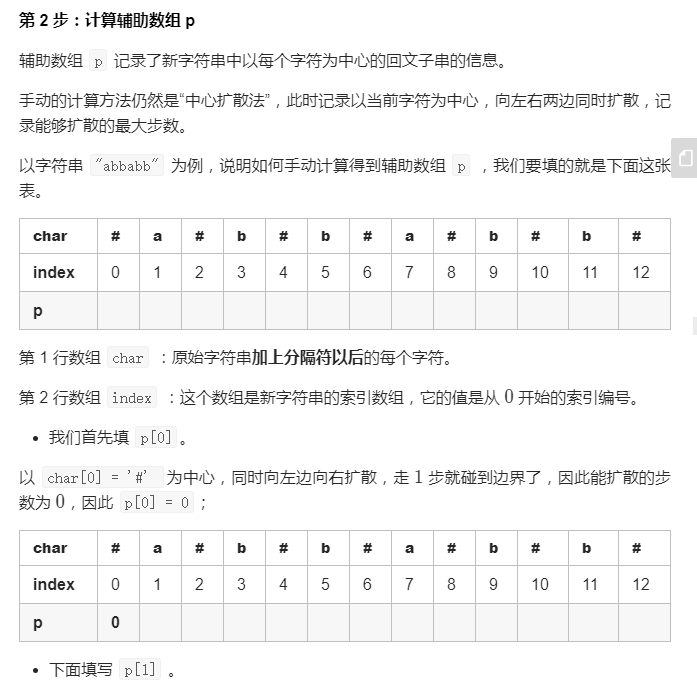 第 2 步：计算辅助数组 p
辅助数组 p 记录了新字符串中以每个字符为中心的回文子串的信息。
手动的计算方法仍然是“中心扩散法”，此时记录以当前字符为中心，向左右两边同时扩散，记
录能够扩散的最大步数。
以字符串 "abbabb" 为例，说明如何手动计算得到辅助数组 p ，我们要填的就是下面这张
表。
char # a # b # b # a # b # b #
index 0 1 2 3 4 5 6 7 8 9 10 11 12
p
第 1 行数组 char ：原始字符串加上分隔符以后的每个字符。
第 2 行数组 index ：这个数组是新字符串的索引数组，它的值是从 0 开始的索引编号。
• 我们首先填 p[0] 。
以 char[0] = '#' 为中心，同时向左边向右扩散，走 1 步就碰到边界了，因此能扩散的步
数为 0，因此 p[0] = 0 ；
char # a # b # b # a # b # b #
index 0 1 2 3 4 5 6 7 8 9 10 11 12
p 0
• 下面填写 p[1] 。